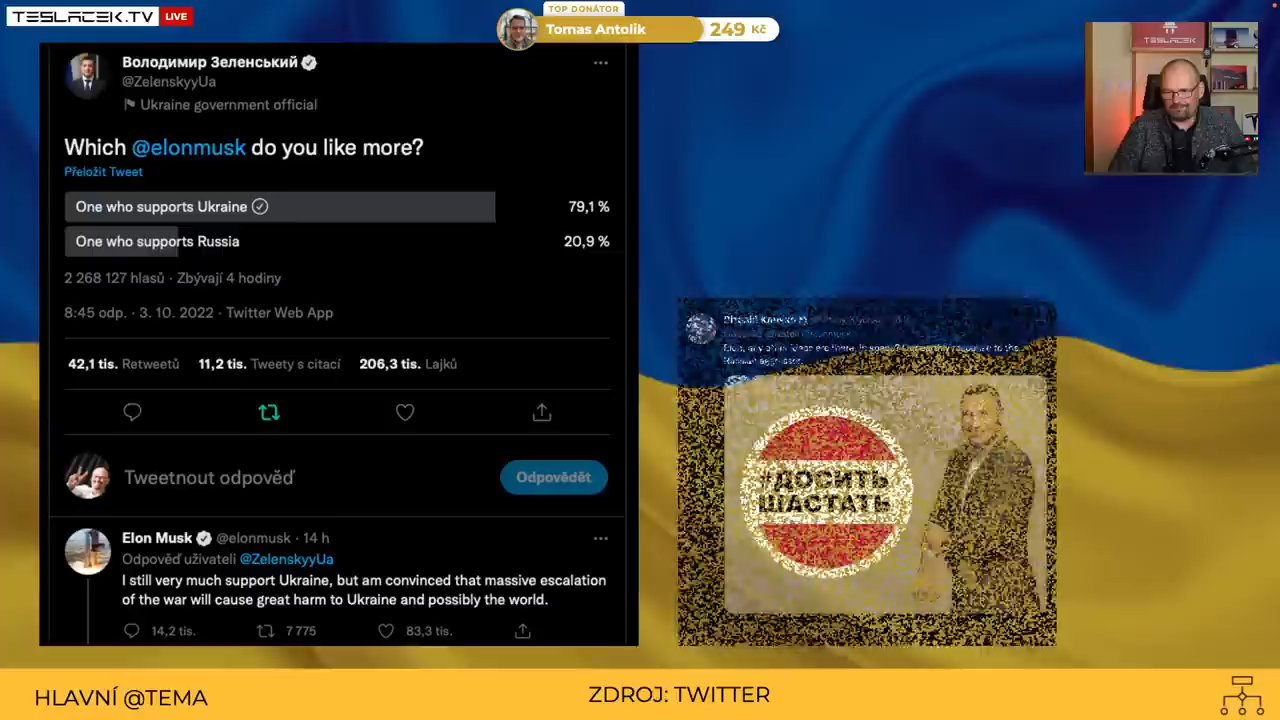 TESLACEK.TV LIVE
TOP DONÁTOR
Tomas Antolik 249 Kč
TESLACEK
Володимир Зеленський
@ZelenskyyUa
Ukraine government official
Which @elonmusk do you like more?
Přeložit Tweet
One who supports Ukraine 79,1 %
One who supports Russia 20,9 %
2 268 127 hlasů · Zbývají 4 hodiny
8:45 odp. · 3. 10. 2022 · Twitter Web App
42,1 tis. Retweetů 11,2 tis. Tweety s citací 206,3 tis. Lajků
Tweetnout odpověď Odpovědět
Elon Musk @elonmusk · 14 h
Odpověď uživateli @ZelenskyyUa
I still very much support Ukraine, but am convinced that massive escalation
of the war will cause great harm to Ukraine and possibly the world.
14,2 tis. 7 775 83,3 tis.
ДОСИТЬ
ШАСТАТЬ
HLAVNÍ @TEMA
ZDROJ: TWITTER